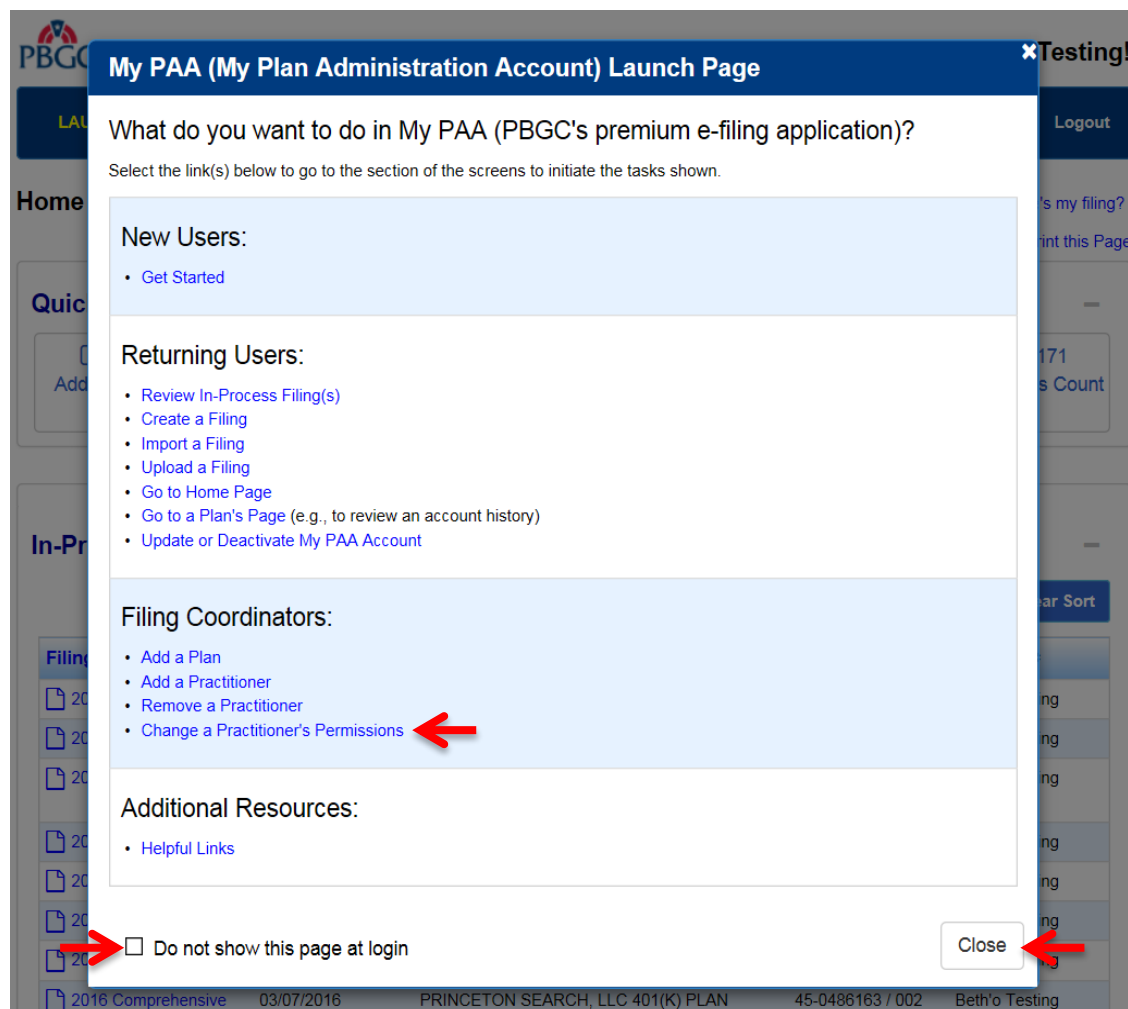 PBGC
Testing!
My PAA (My Plan Administration Account) Launch Page
Logout
What do you want to do in My PAA (PBGC's premium e-filing application)?
Select the link(s) below to go to the section of the screens to initiate the tasks shown.
Home
's my filing?
this Page
New Users:
• Get Started
Returning Users:
171
Count
• Review In-Process Filing(s)
• Create a Filing
• Import a Filing
• Upload a Filing
• Go to Home Page
• Go to a Plan's Page (e.g., to review an account history)
• Update or Deactivate My PAA Account
Sort
Filing Coordinators:
• Add a Plan
• Add a Practitioner
• Remove a Practitioner
• Change a Practitioner's Permissions
Additional Resources:
• Helpful Links
Do not show this page at login
Close
2016 Comprehensive 03/07/2016 PRINCETON SEARCH, LLC 401(K) PLAN 45-0486163 / 002 Beth'o Testing